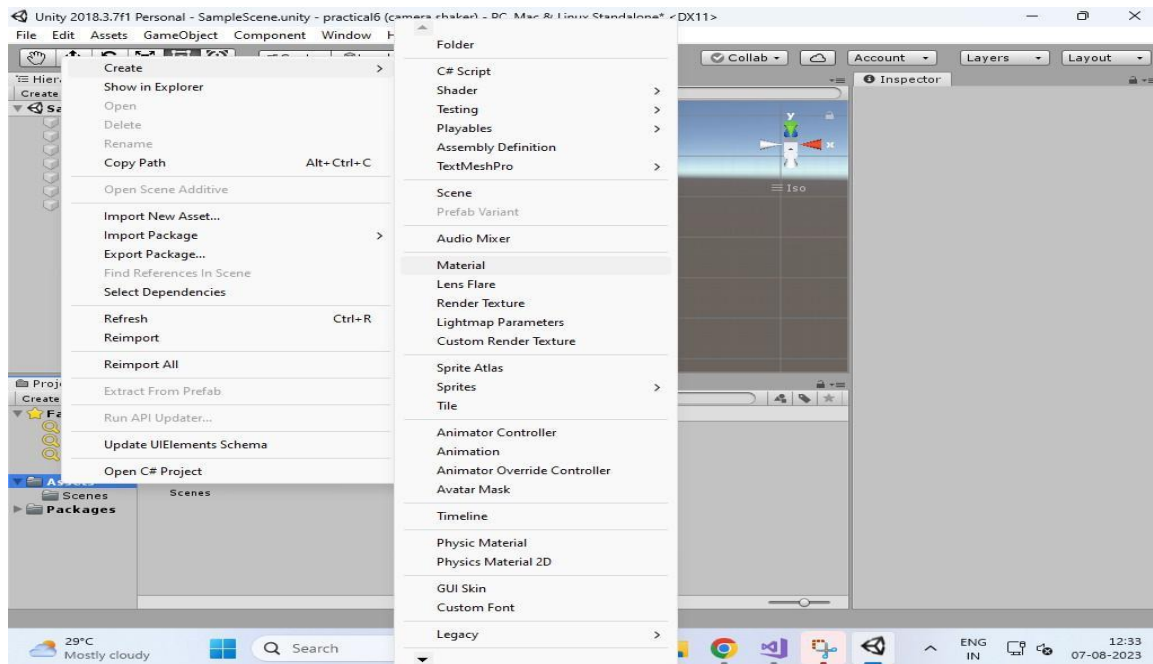 Unity 2018.3.7f1 Personal - SampleScene.unity - practical6 (camera shaker) - PC, Mac & Linux Standalone* <DX11>
File Edit Assets GameObject Component Window H
Collab Account Layers Layout
Hier
Create
Sa
Inspector
Create
Show in Explorer
Open
Delete
Rename
Copy Path Alt+Ctrl+C
Open Scene Additive
Import New Asset...
Import Package
Export Package...
Find References In Scene
Select Dependencies
Refresh Ctrl+R
Reimport
Reimport All
Extract From Prefab
Run API Updater...
Update UIElements Schema
Open C# Project
Folder
C# Script
Shader
Testing
Playables
Assembly Definition
TextMeshPro
Scene
Prefab Variant
Audio Mixer
Material
Lens Flare
Render Texture
Lightmap Parameters
Custom Render Texture
Sprite Atlas
Sprites
Tile
Animator Controller
Animation
Animator Override Controller
Avatar Mask
Timeline
Physic Material
Physics Material 2D
GUI Skin
Custom Font
Legacy
y
x
Iso
Proj
Create
Fa
Assets
Scenes
Packages
Scenes
29°C
Mostly cloudy
Search
ENG
IN
12:33
07-08-2023